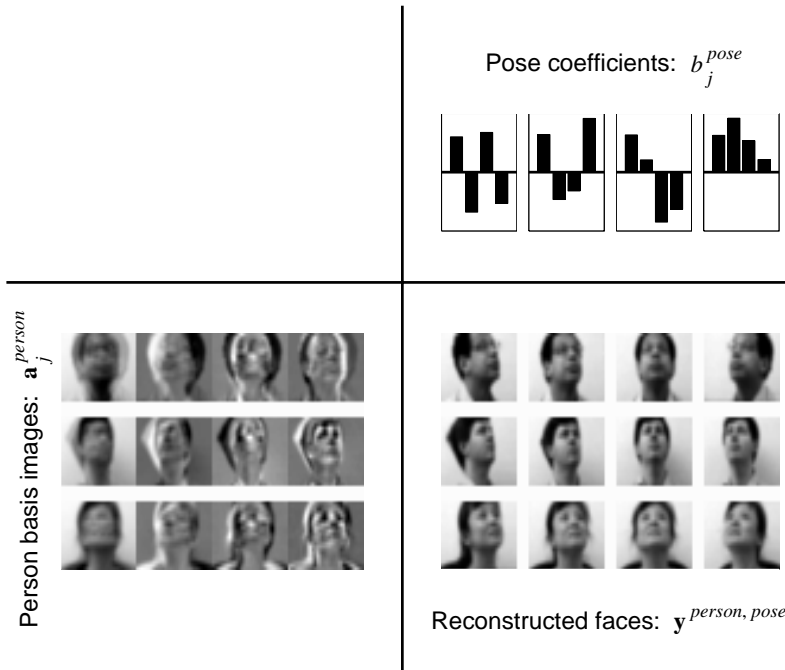 Pose coefficients: b_j^{pose}
Person basis images: a_j^{person}
Reconstructed faces: y^{person, pose}